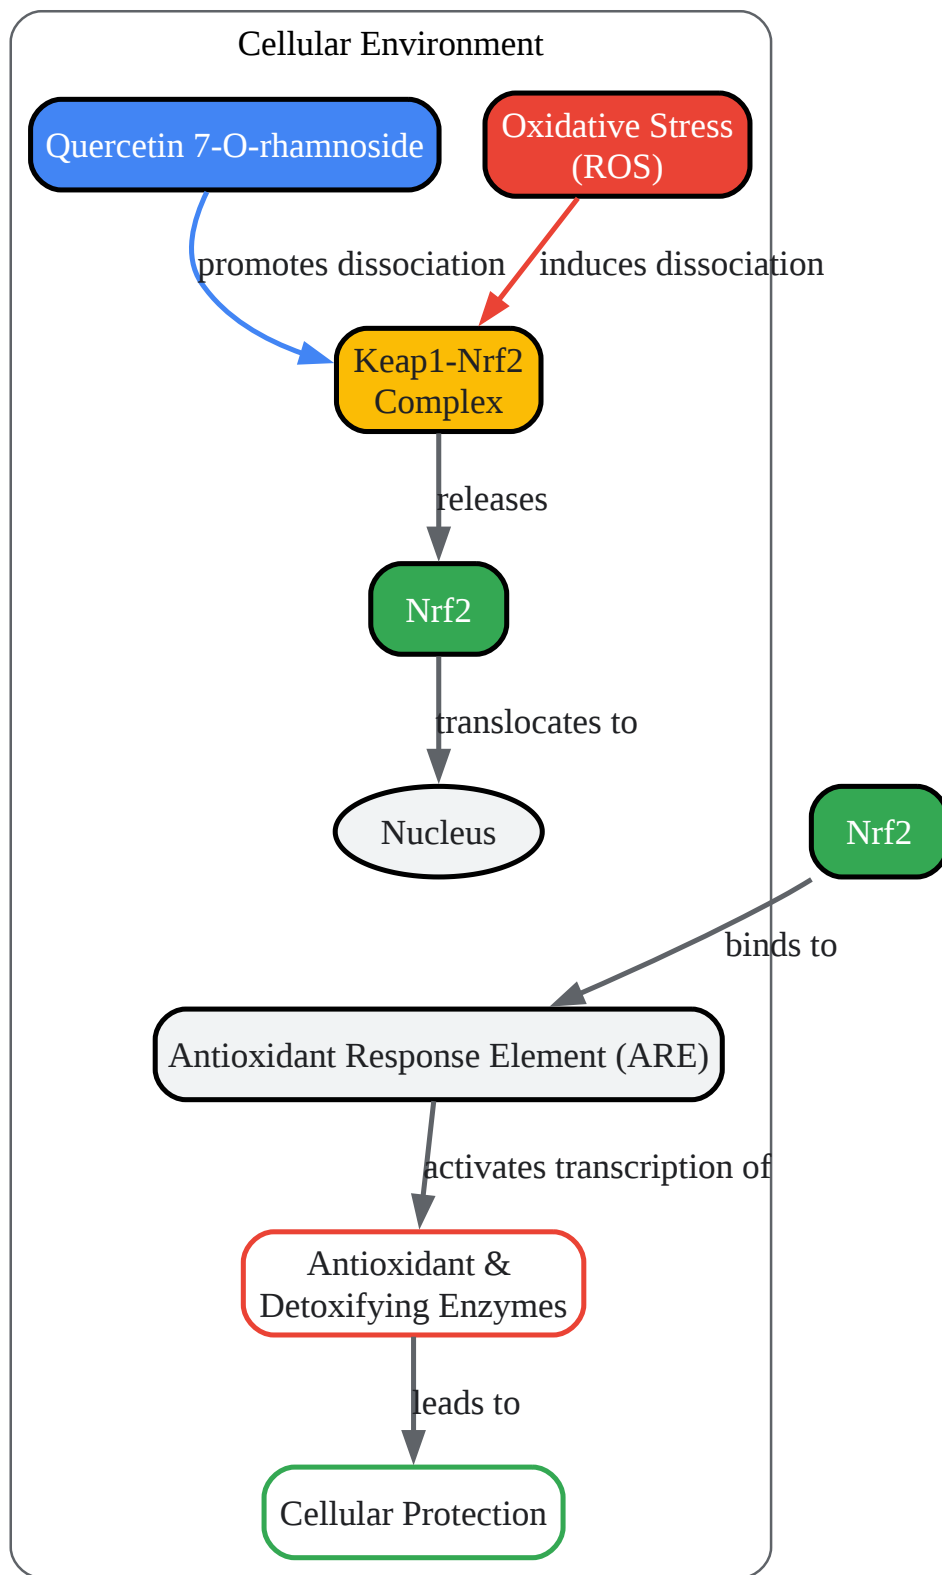 Cellular Environment
Quercetin 7-O-rhamnoside
Oxidative Stress
(ROS)
promotes dissociation
induces dissociation
Keap1-Nrf2
Complex
releases
Nrf2
translocates to
Nucleus
Nrf2
binds to
Antioxidant Response Element (ARE)
activates transcription of
Antioxidant &
Detoxifying Enzymes
leads to
Cellular Protection